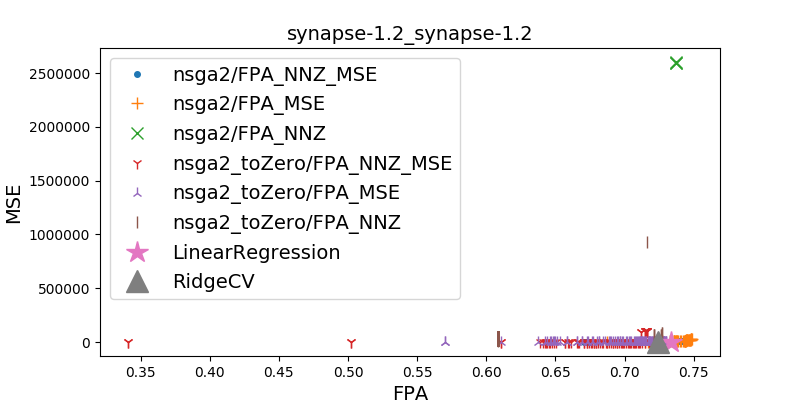 synapse-1.2_synapse-1.2
2500000
2000000
1500000
1000000
500000
0
MSE
nsga2/FPA_NNZ_MSE
nsga2/FPA_MSE
nsga2/FPA_NNZ
nsga2_toZero/FPA_NNZ_MSE
nsga2_toZero/FPA_MSE
nsga2_toZero/FPA_NNZ
LinearRegression
RidgeCV
0.35 0.40 0.45 0.50 0.55 0.60 0.65 0.70 0.75
FPA